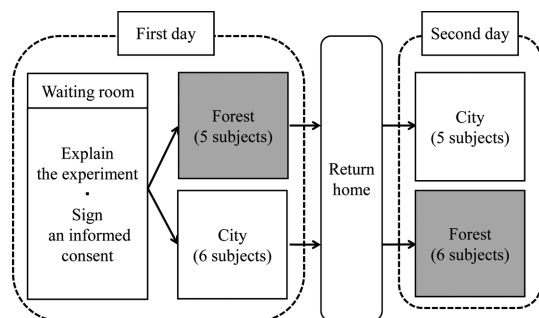 First day
Waiting room
Explain
the experiment
·
Sign
an informed
consent
Forest
(5 subjects)
City
(6 subjects)
Return
home
Second day
City
(5 subjects)
Forest
(6 subjects)